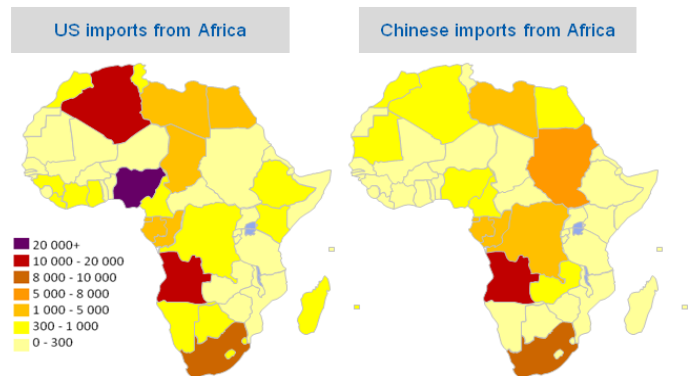 US imports from Africa
Chinese imports from Africa
20 000+
10 000 - 20 000
8 000 - 10 000
5 000 - 8 000
1 000 - 5 000
300 - 1 000
0 - 300